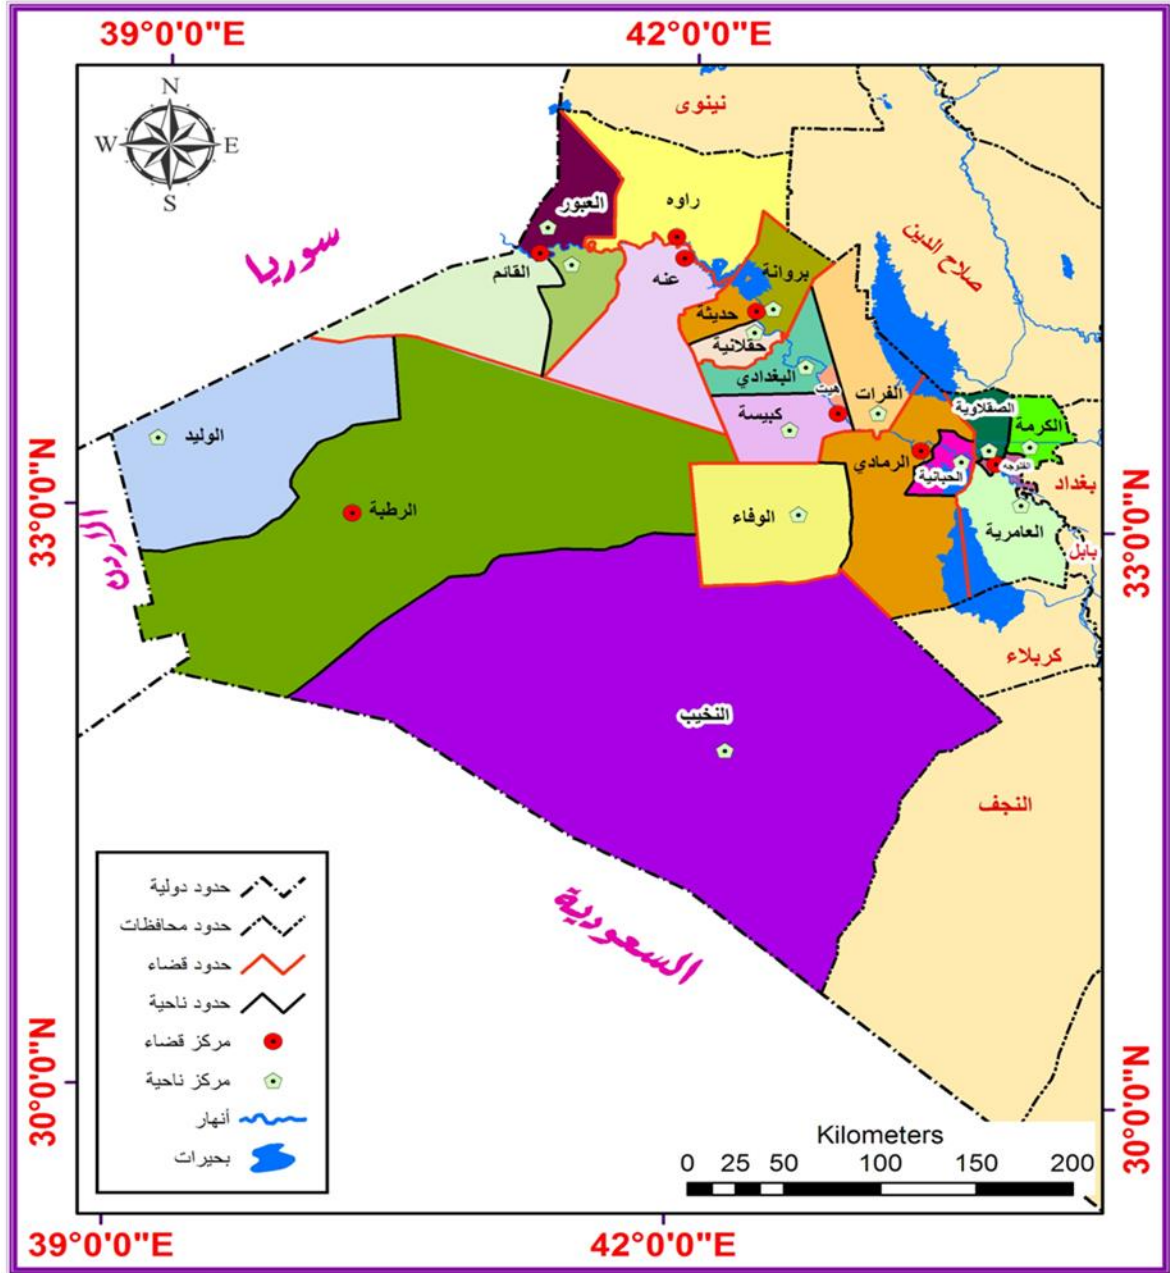 39°0'0"E
42°0'0"E
N
W
E
S
نينوى
العبور
راوه
صلاح الدين
سوريا
القائم
عنه
بروانة
حديثة
حقلانية
البغدادي
هيت
الفرات
كبيسة
الصقلاوية
الكرمة
الوليد
الرمادي
الحبانية
الفلوجه
بغداد
33°0'0"N
33°0'0"N
الرطبة
الوفاء
العامرية
بابل
الاردن
كربلاء
النخيب
النجف
السعودية
حدود دولية
حدود محافظات
حدود قضاء
حدود ناحية
مركز قضاء
مركز ناحية
أنهار
بحيرات
30°0'0"N
30°0'0"N
Kilometers
0 25 50 100 150 200
39°0'0"E
42°0'0"E